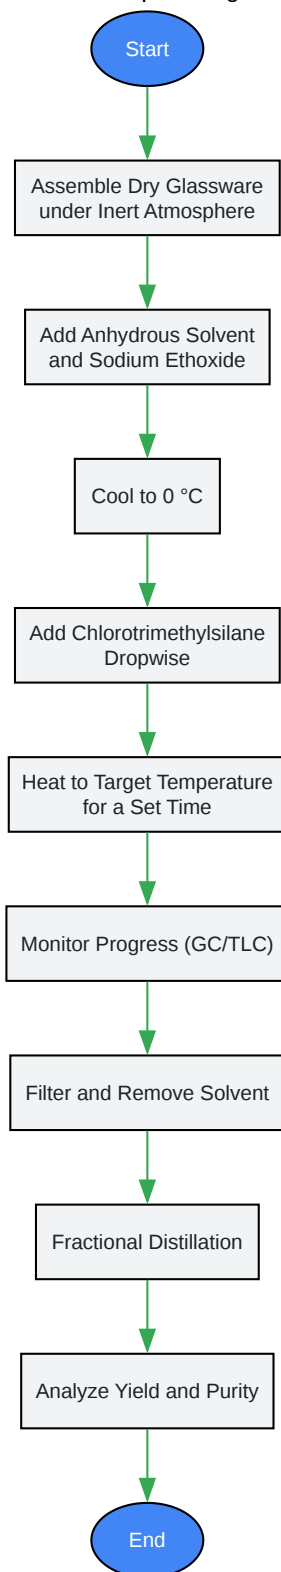 Start
Assemble Dry Glassware
under Inert Atmosphere
Add Anhydrous Solvent
and Sodium Ethoxide
Cool to 0 °C
Add Chlorotrimethylsilane
Dropwise
Heat to Target Temperature
for a Set Time
Monitor Progress (GC/TLC)
Filter and Remove Solvent
Fractional Distillation
Analyze Yield and Purity
End